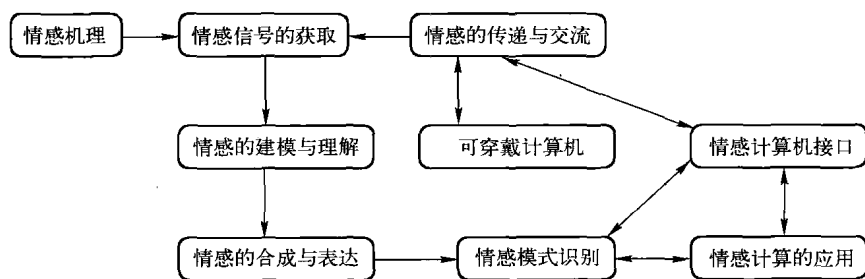 情感机理
情感信号的获取
情感的传递与交流
情感的建模与理解
可穿戴计算机
情感计算机接口
情感的合成与表达
情感模式识别
情感计算的应用